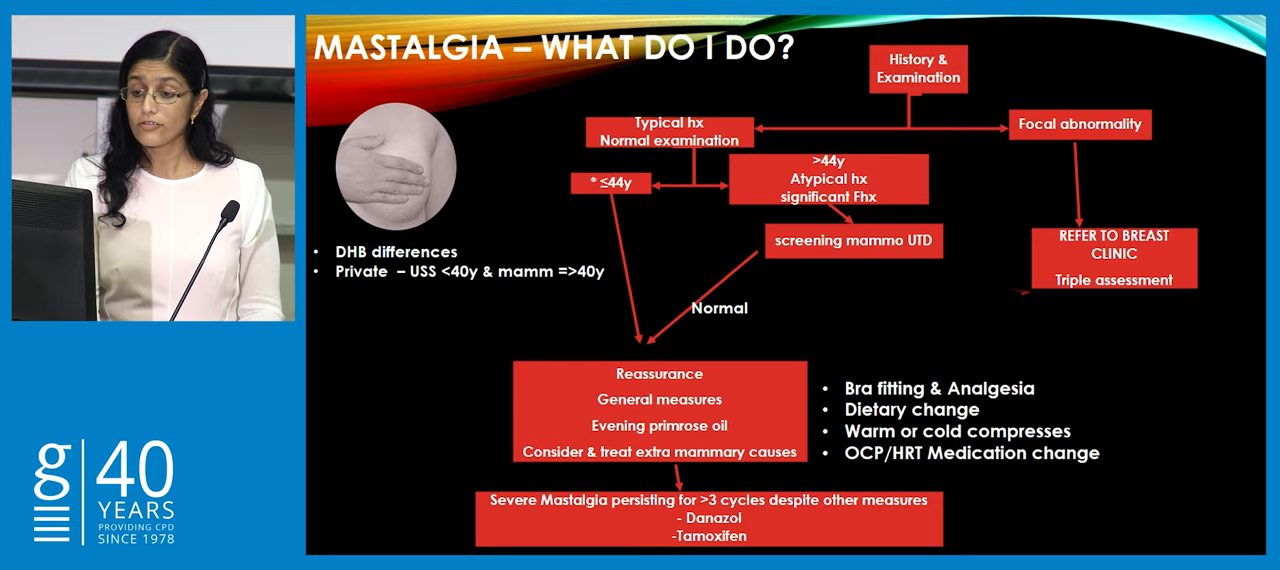 MASTALGIA – WHAT DO I DO?
History &
Examination
Typical hx
Normal examination
Focal abnormality
* ≤44y
>44y
Atypical hx
significant Fhx
screening mammo UTD
REFER TO BREAST
CLINIC
Triple assessment
• DHB differences
• Private – USS <40y & mamm =>40y
Normal
Reassurance
General measures
Evening primrose oil
Consider & treat extra mammary causes
• Bra fitting & Analgesia
• Dietary change
• Warm or cold compresses
• OCP/HRT Medication change
Severe Mastalgia persisting for >3 cycles despite other measures
- Danazol
-Tamoxifen
g
40
YEARS
PROVIDING CPD
SINCE 1978